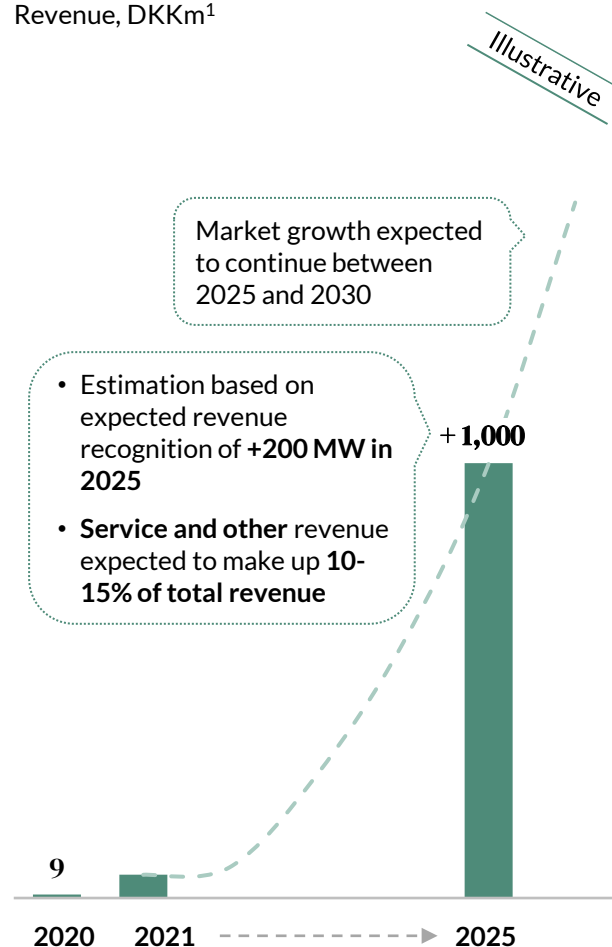 Revenue, DKKm¹
Illustrative
Market growth expected
to continue between
2025 and 2030
• Estimation based on
expected revenue
recognition of +200 MW in
2025
• Service and other revenue
expected to make up 10-
15% of total revenue
+ 1,000
9
2020 2021 2025